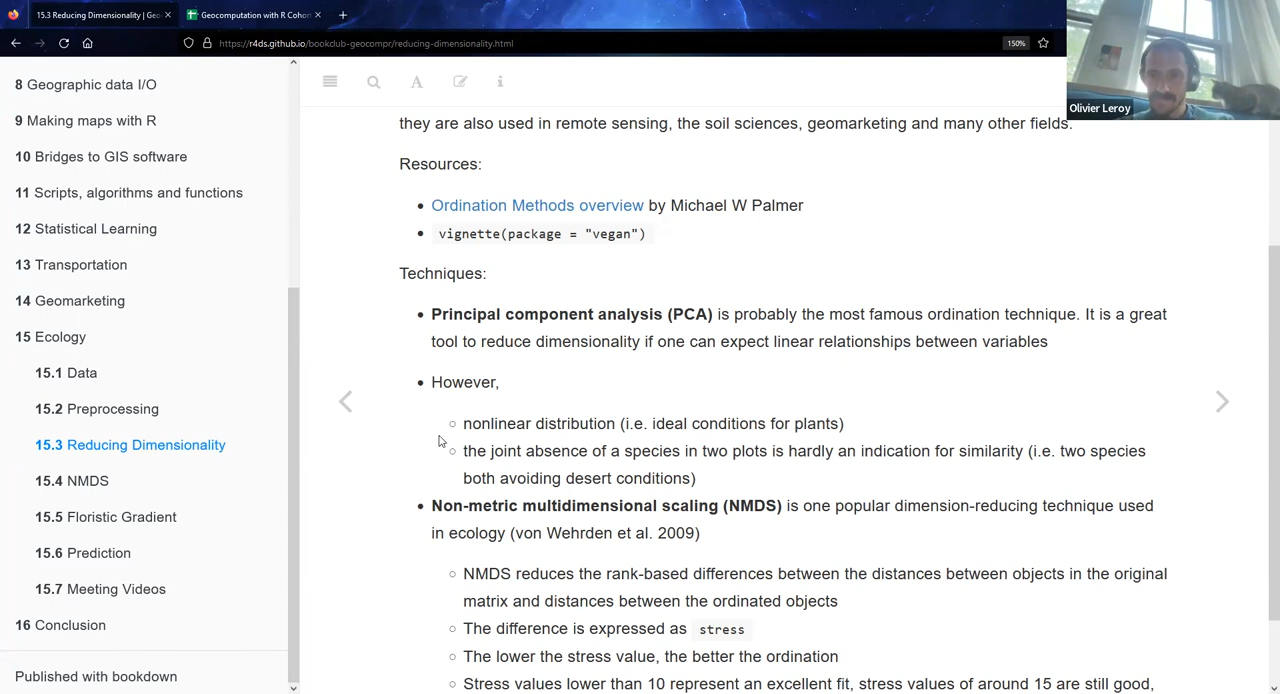 15.3 Reducing Dimensionality | Geo
Geocomputation with R Cohor
https://r4ds.github.io/bookclub-geocompr/reducing-dimensionality.html
150%
Olivier Leroy
8 Geographic data I/O
9 Making maps with R
10 Bridges to GIS software
11 Scripts, algorithms and functions
12 Statistical Learning
13 Transportation
14 Geomarketing
15 Ecology
15.1 Data
15.2 Preprocessing
15.3 Reducing Dimensionality
15.4 NMDS
15.5 Floristic Gradient
15.6 Prediction
15.7 Meeting Videos
16 Conclusion
Published with bookdown
they are also used in remote sensing, the soil sciences, geomarketing and many other fields.
Resources:
• Ordination Methods overview by Michael W Palmer
• vignette(package = "vegan")
Techniques:
• Principal component analysis (PCA) is probably the most famous ordination technique. It is a great
tool to reduce dimensionality if one can expect linear relationships between variables
• However,
○ nonlinear distribution (i.e. ideal conditions for plants)
○ the joint absence of a species in two plots is hardly an indication for similarity (i.e. two species
both avoiding desert conditions)
• Non-metric multidimensional scaling (NMDS) is one popular dimension-reducing technique used
in ecology (von Wehrden et al. 2009)
○ NMDS reduces the rank-based differences between the distances between objects in the original
matrix and distances between the ordinated objects
○ The difference is expressed as stress
○ The lower the stress value, the better the ordination
○ Stress values lower than 10 represent an excellent fit, stress values of around 15 are still good,